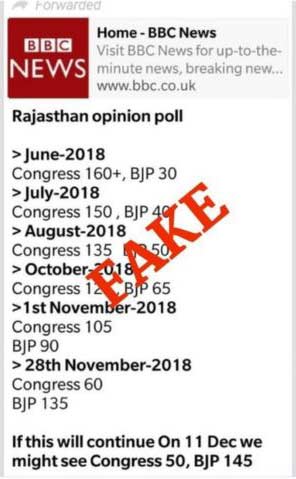 Forwarded
BBC
NEWS
Home - BBC News
Visit BBC News for up-to-the-
minute news, breaking new...
www.bbc.co.uk
Rajasthan opinion poll
> June-2018
Congress 160+, BJP 30
> July-2018
Congress 150 , BJP 40
> August-2018
Congress 135 BJP 50
> October-2018
Congress BJP 65
>1st November-2018
Congress 105
BJP 90
> 28th November-2018
Congress 60
BJP 135
If this will continue On 11 Dec we
might see Congress 50, BJP 145
FAKE